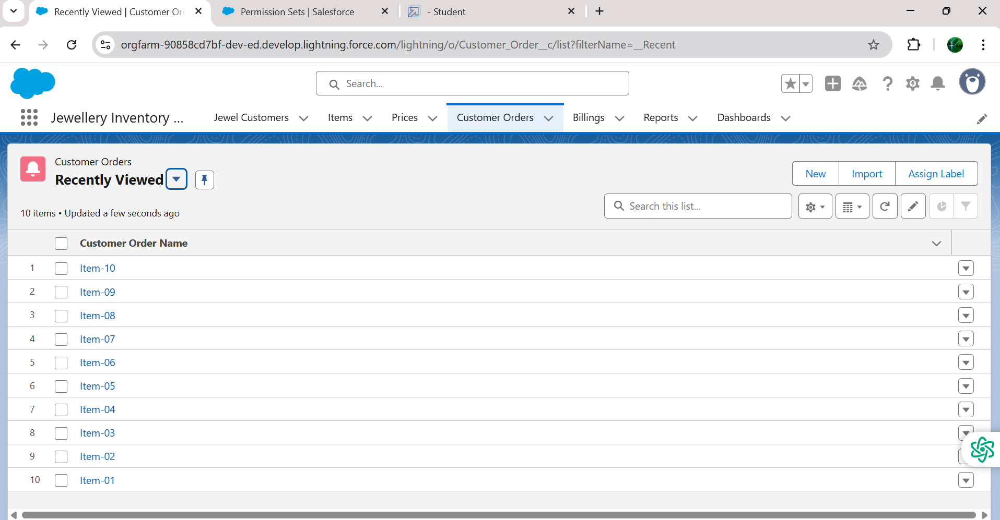 Recently Viewed | Customer Or
Permission Sets | Salesforce
- Student
orgfarm-90858cd7bf-dev-ed.develop.lightning.force.com/lightning/o/Customer_Order__c/list?filterName=__Recent
Search...
Jewellery Inventory ...
Jewel Customers
Items
Prices
Customer Orders
Billings
Reports
Dashboards
Customer Orders
Recently Viewed
New
Import
Assign Label
10 items • Updated a few seconds ago
Search this list...
Customer Order Name
1 Item-10
2 Item-09
3 Item-08
4 Item-07
5 Item-06
6 Item-05
7 Item-04
8 Item-03
9 Item-02
10 Item-01